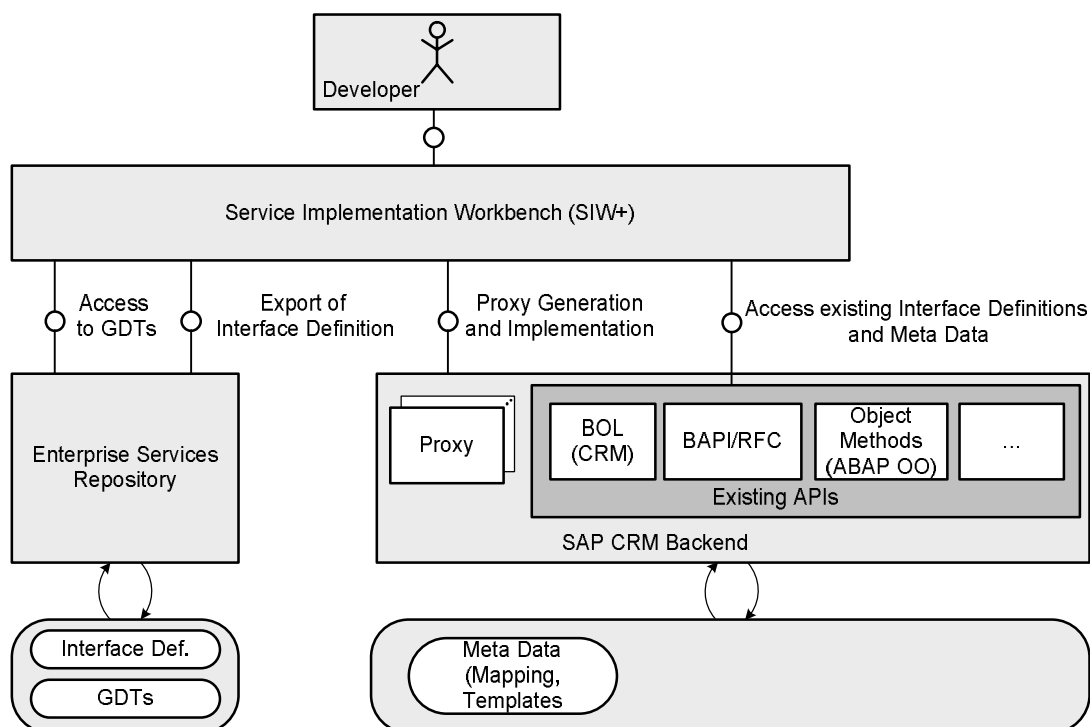 Developer
Service Implementation Workbench (SIW+)
Access
to GDTs
Export of
Interface Definition
Proxy Generation
and Implementation
Access existing Interface Definitions
and Meta Data
Enterprise Services
Repository
Proxy
BOL
(CRM)
BAPI/RFC
Object
Methods
(ABAP OO)
...
Existing APIs
SAP CRM Backend
Interface Def.
GDTs
Meta Data
(Mapping,
Templates